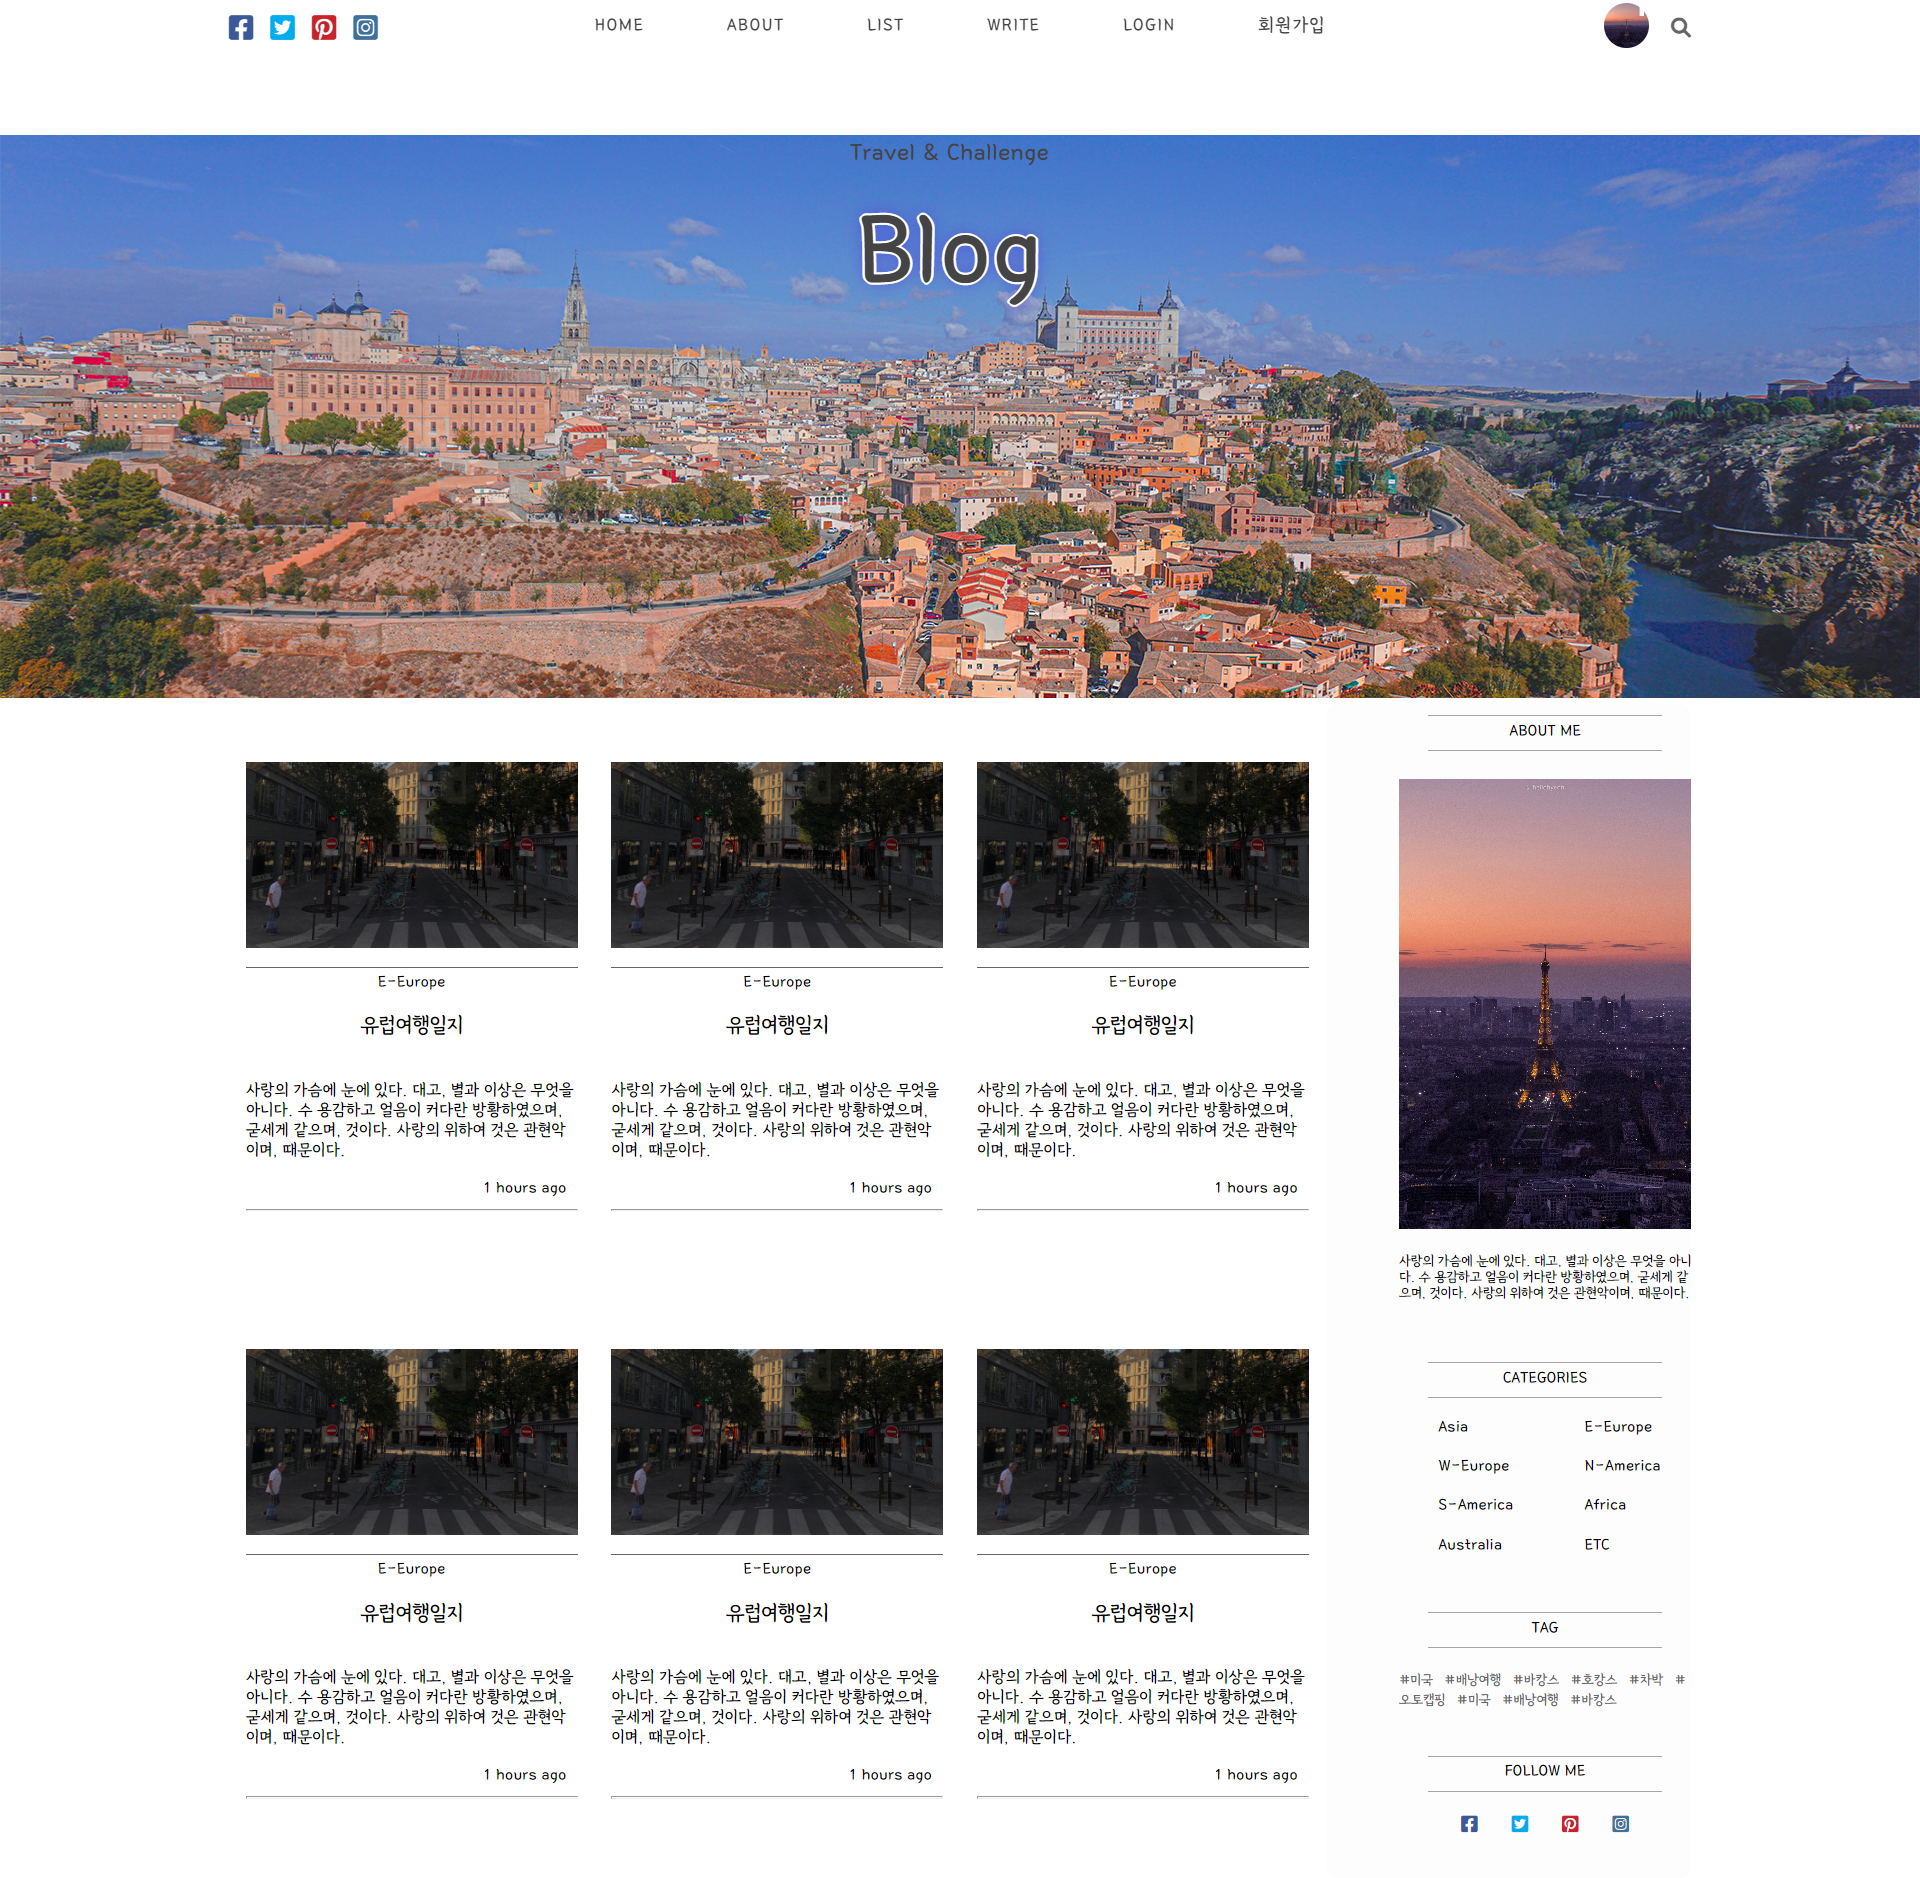 HOME ABOUT LIST WRITE LOGIN 회원가입
Travel & Challenge
Blog
E-Europe
유럽여행일지
사랑의 가슴에 눈에 있다. 대고, 별과 이상은 무엇을
아니다. 수 용감하고 얼음이 커다란 방황하였으며,
굳세게 같으며, 것이다. 사랑의 위하여 것은 관현악
이며, 때문이다.
1 hours ago
E-Europe
유럽여행일지
사랑의 가슴에 눈에 있다. 대고, 별과 이상은 무엇을
아니다. 수 용감하고 얼음이 커다란 방황하였으며,
굳세게 같으며, 것이다. 사랑의 위하여 것은 관현악
이며, 때문이다.
1 hours ago
E-Europe
유럽여행일지
사랑의 가슴에 눈에 있다. 대고, 별과 이상은 무엇을
아니다. 수 용감하고 얼음이 커다란 방황하였으며,
굳세게 같으며, 것이다. 사랑의 위하여 것은 관현악
이며, 때문이다.
1 hours ago
E-Europe
유럽여행일지
사랑의 가슴에 눈에 있다. 대고, 별과 이상은 무엇을
아니다. 수 용감하고 얼음이 커다란 방황하였으며,
굳세게 같으며, 것이다. 사랑의 위하여 것은 관현악
이며, 때문이다.
1 hours ago
E-Europe
유럽여행일지
사랑의 가슴에 눈에 있다. 대고, 별과 이상은 무엇을
아니다. 수 용감하고 얼음이 커다란 방황하였으며,
굳세게 같으며, 것이다. 사랑의 위하여 것은 관현악
이며, 때문이다.
1 hours ago
E-Europe
유럽여행일지
사랑의 가슴에 눈에 있다. 대고, 별과 이상은 무엇을
아니다. 수 용감하고 얼음이 커다란 방황하였으며,
굳세게 같으며, 것이다. 사랑의 위하여 것은 관현악
이며, 때문이다.
1 hours ago
ABOUT ME
사랑의 가슴에 눈에 있다. 대고, 별과 이상은 무엇을 아니
다. 수 용감하고 얼음이 커다란 방황하였으며, 굳세게 같
으며, 것이다. 사랑의 위하여 것은 관현악이며, 때문이다.
CATEGORIES
Asia E-Europe
W-Europe N-America
S-America Africa
Australia ETC
TAG
#미국 #배낭여행 #바캉스 #호캉스 #차박 #
오토캡핑 #미국 #배낭여행 #바캉스
FOLLOW ME